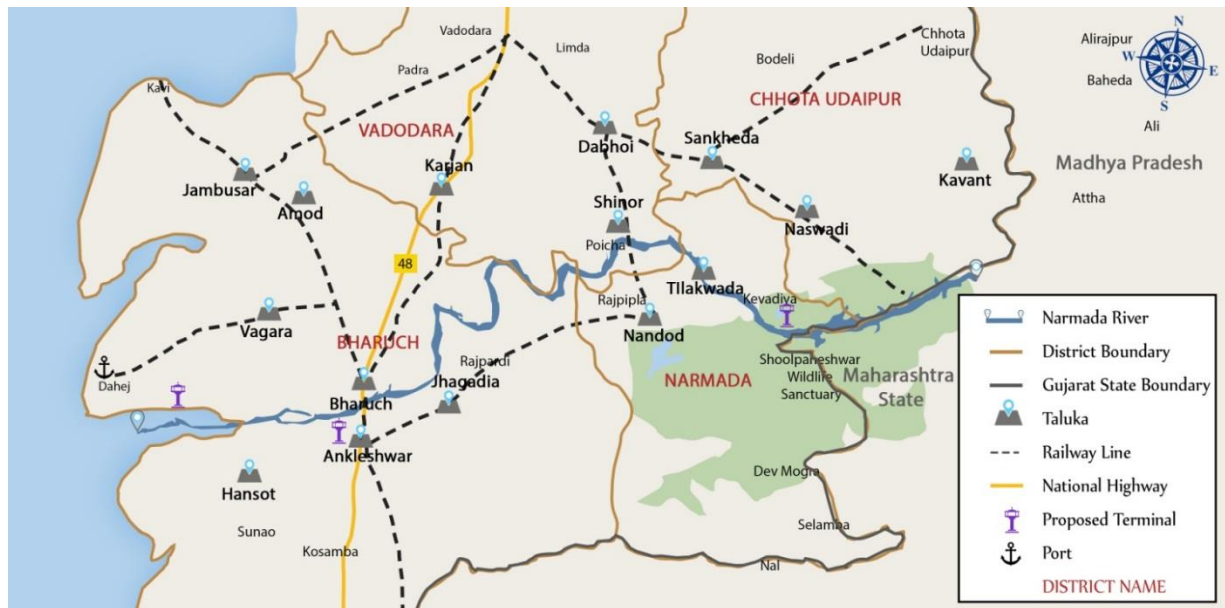 Vadodara
Limda
Chhota
Udaipur
Alirajpur
N
W
E
S
Padra
Bodeli
Baheda
Kavi
CHHOTA UDAIPUR
VADODARA
Ali
Dabhoi
Sankheda
Madhya Pradesh
Karjan
Kavant
Jambusar
Amod
Shinor
Attha
Naswadi
Poicha
48
TIlakwada
Rajpipla
Kevadiya
Vagara
Nandod
BHARUCH
Rajpardi
Shoolpaneshwar
Wildlife
Sanctuary
Maharashtra
State
Dahej
Jhagadia
NARMADA
Bharuch
Ankleshwar
Hansot
Dev Mogra
Sunao
Selamba
Kosamba
Nal
Narmada River
District Boundary
Gujarat State Boundary
Taluka
Railway Line
National Highway
Proposed Terminal
Port
DISTRICT NAME